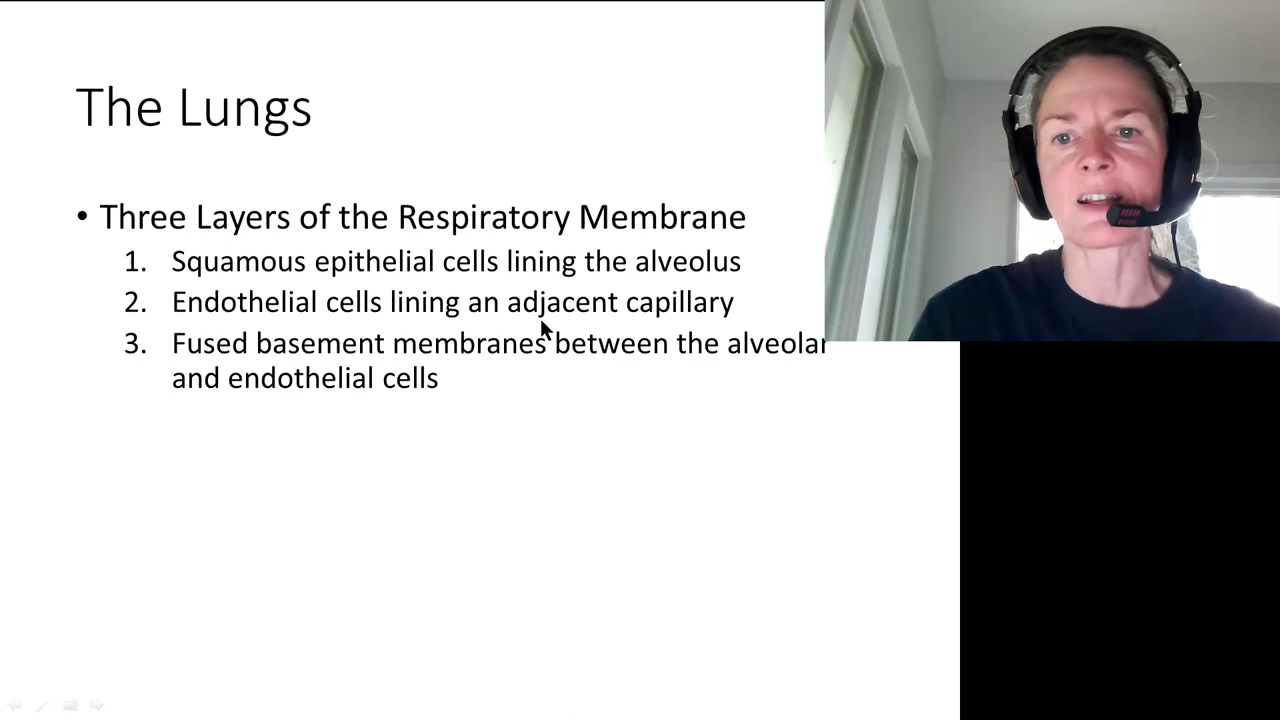 The Lungs
• Three Layers of the Respiratory Membrane
1. Squamous epithelial cells lining the alveolus
2. Endothelial cells lining an adjacent capillary
3. Fused basement membranes between the alveolar
and endothelial cells